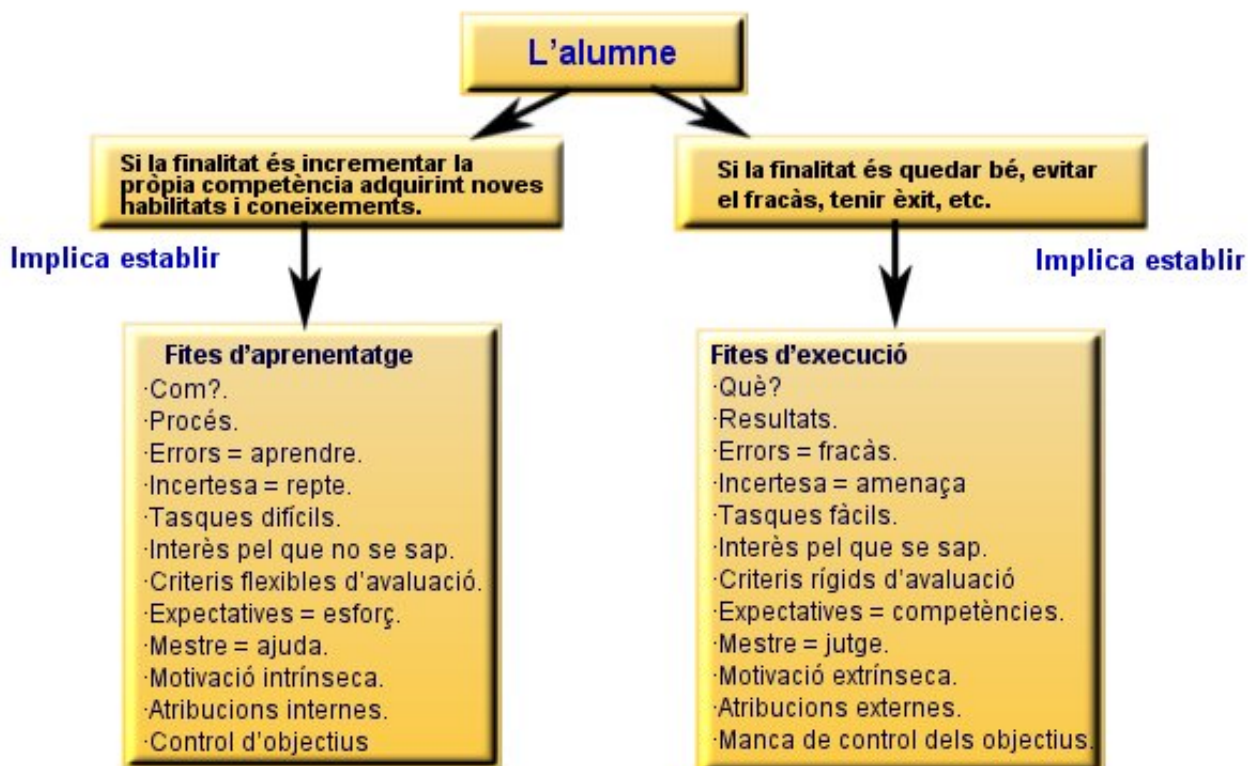 L'alumne
Si la finalitat és incrementar la
pròpia competència adquirint noves
habilitats i coneixements.
Si la finalitat és quedar bé, evitar
el fracàs, tenir èxit, etc.
Implica establir
Implica establir
Fites d'aprenentatge
·Com?.
·Procés.
·Errors = aprendre.
·Incertesa = repte.
·Tasques difícils.
·Interès pel que no se sap.
·Criteris flexibles d'avaluació.
·Expectatives = esforç.
·Mestre = ajuda.
·Motivació intrínseca.
·Atribucions internes.
·Control d'objectius
Fites d'execució
·Què?
·Resultats.
·Errors = fracàs.
·Incertesa = amenaça
·Tasques fàcils.
·Interès pel que se sap.
·Criteris rígids d'avaluació
·Expectatives = competències.
·Mestre = jutge.
·Motivació extrínseca.
·Atribucions externes.
·Manca de control dels objectius.